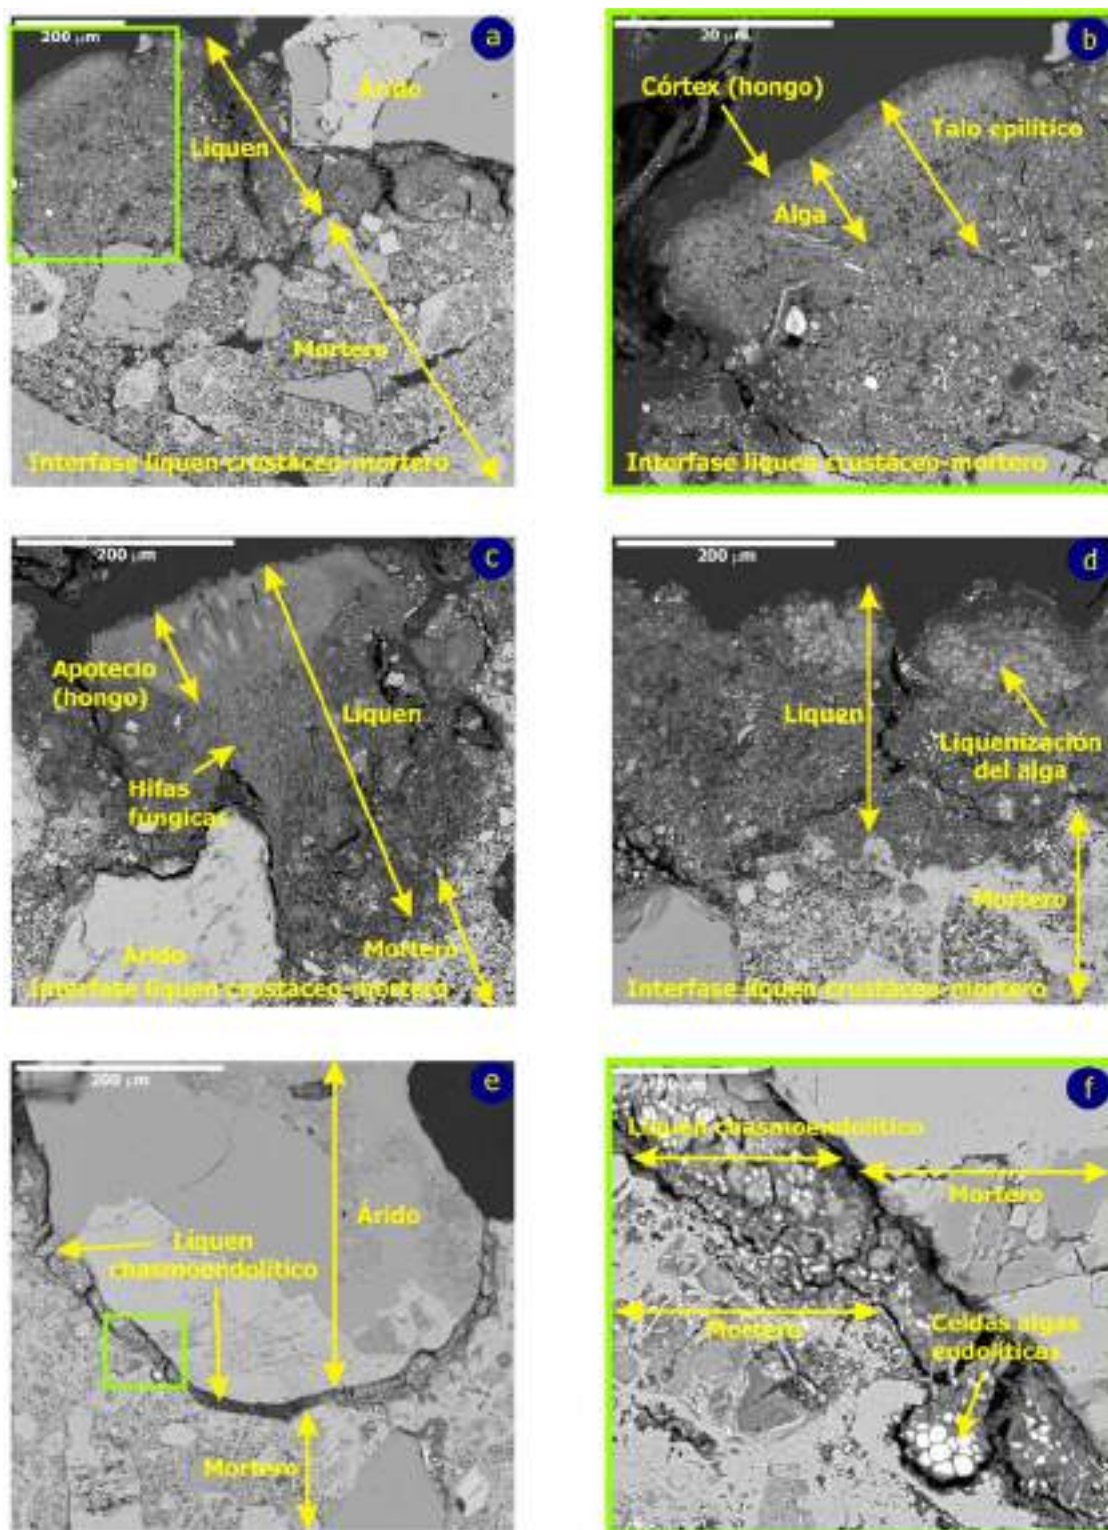 200 µm
a
Árido
Liquen
Mortero
Interfase liquen crustáceo-mortero
20 µm
b
Córtex (hongo)
Talo epilítico
Alga
Interfase liquen crustáceo-mortero
200 µm
c
Apotecio
(hongo)
Liquen
Hifas
fúngicas
Mortero
Árido
Interfase liquen crustáceo-mortero
200 µm
d
Liquen
Liquenización
del alga
Mortero
Interfase liquen crustáceo-mortero
200 µm
e
Árido
Liquen
chasmoendolítico
Mortero
µm
f
Liquen chasmoendolítico
Mortero
Mortero
Celdas algas
endolíticas